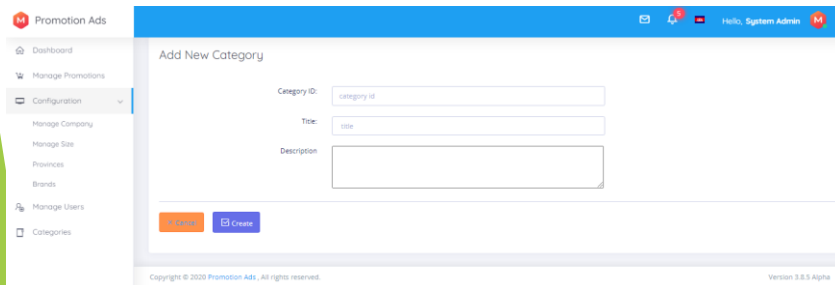 M Promotion Ads
5
Hello, System Admin M
Dashboard
Manage Promotions
Configuration
Manage Company
Manage Size
Provinces
Brands
Manage Users
Categories
Add New Category
Category ID:
category id
Title:
title
Description
Cancel
Create
Copyright © 2020 Promotion Ads , All rights reserved.
Version 3.8.5 Alpha